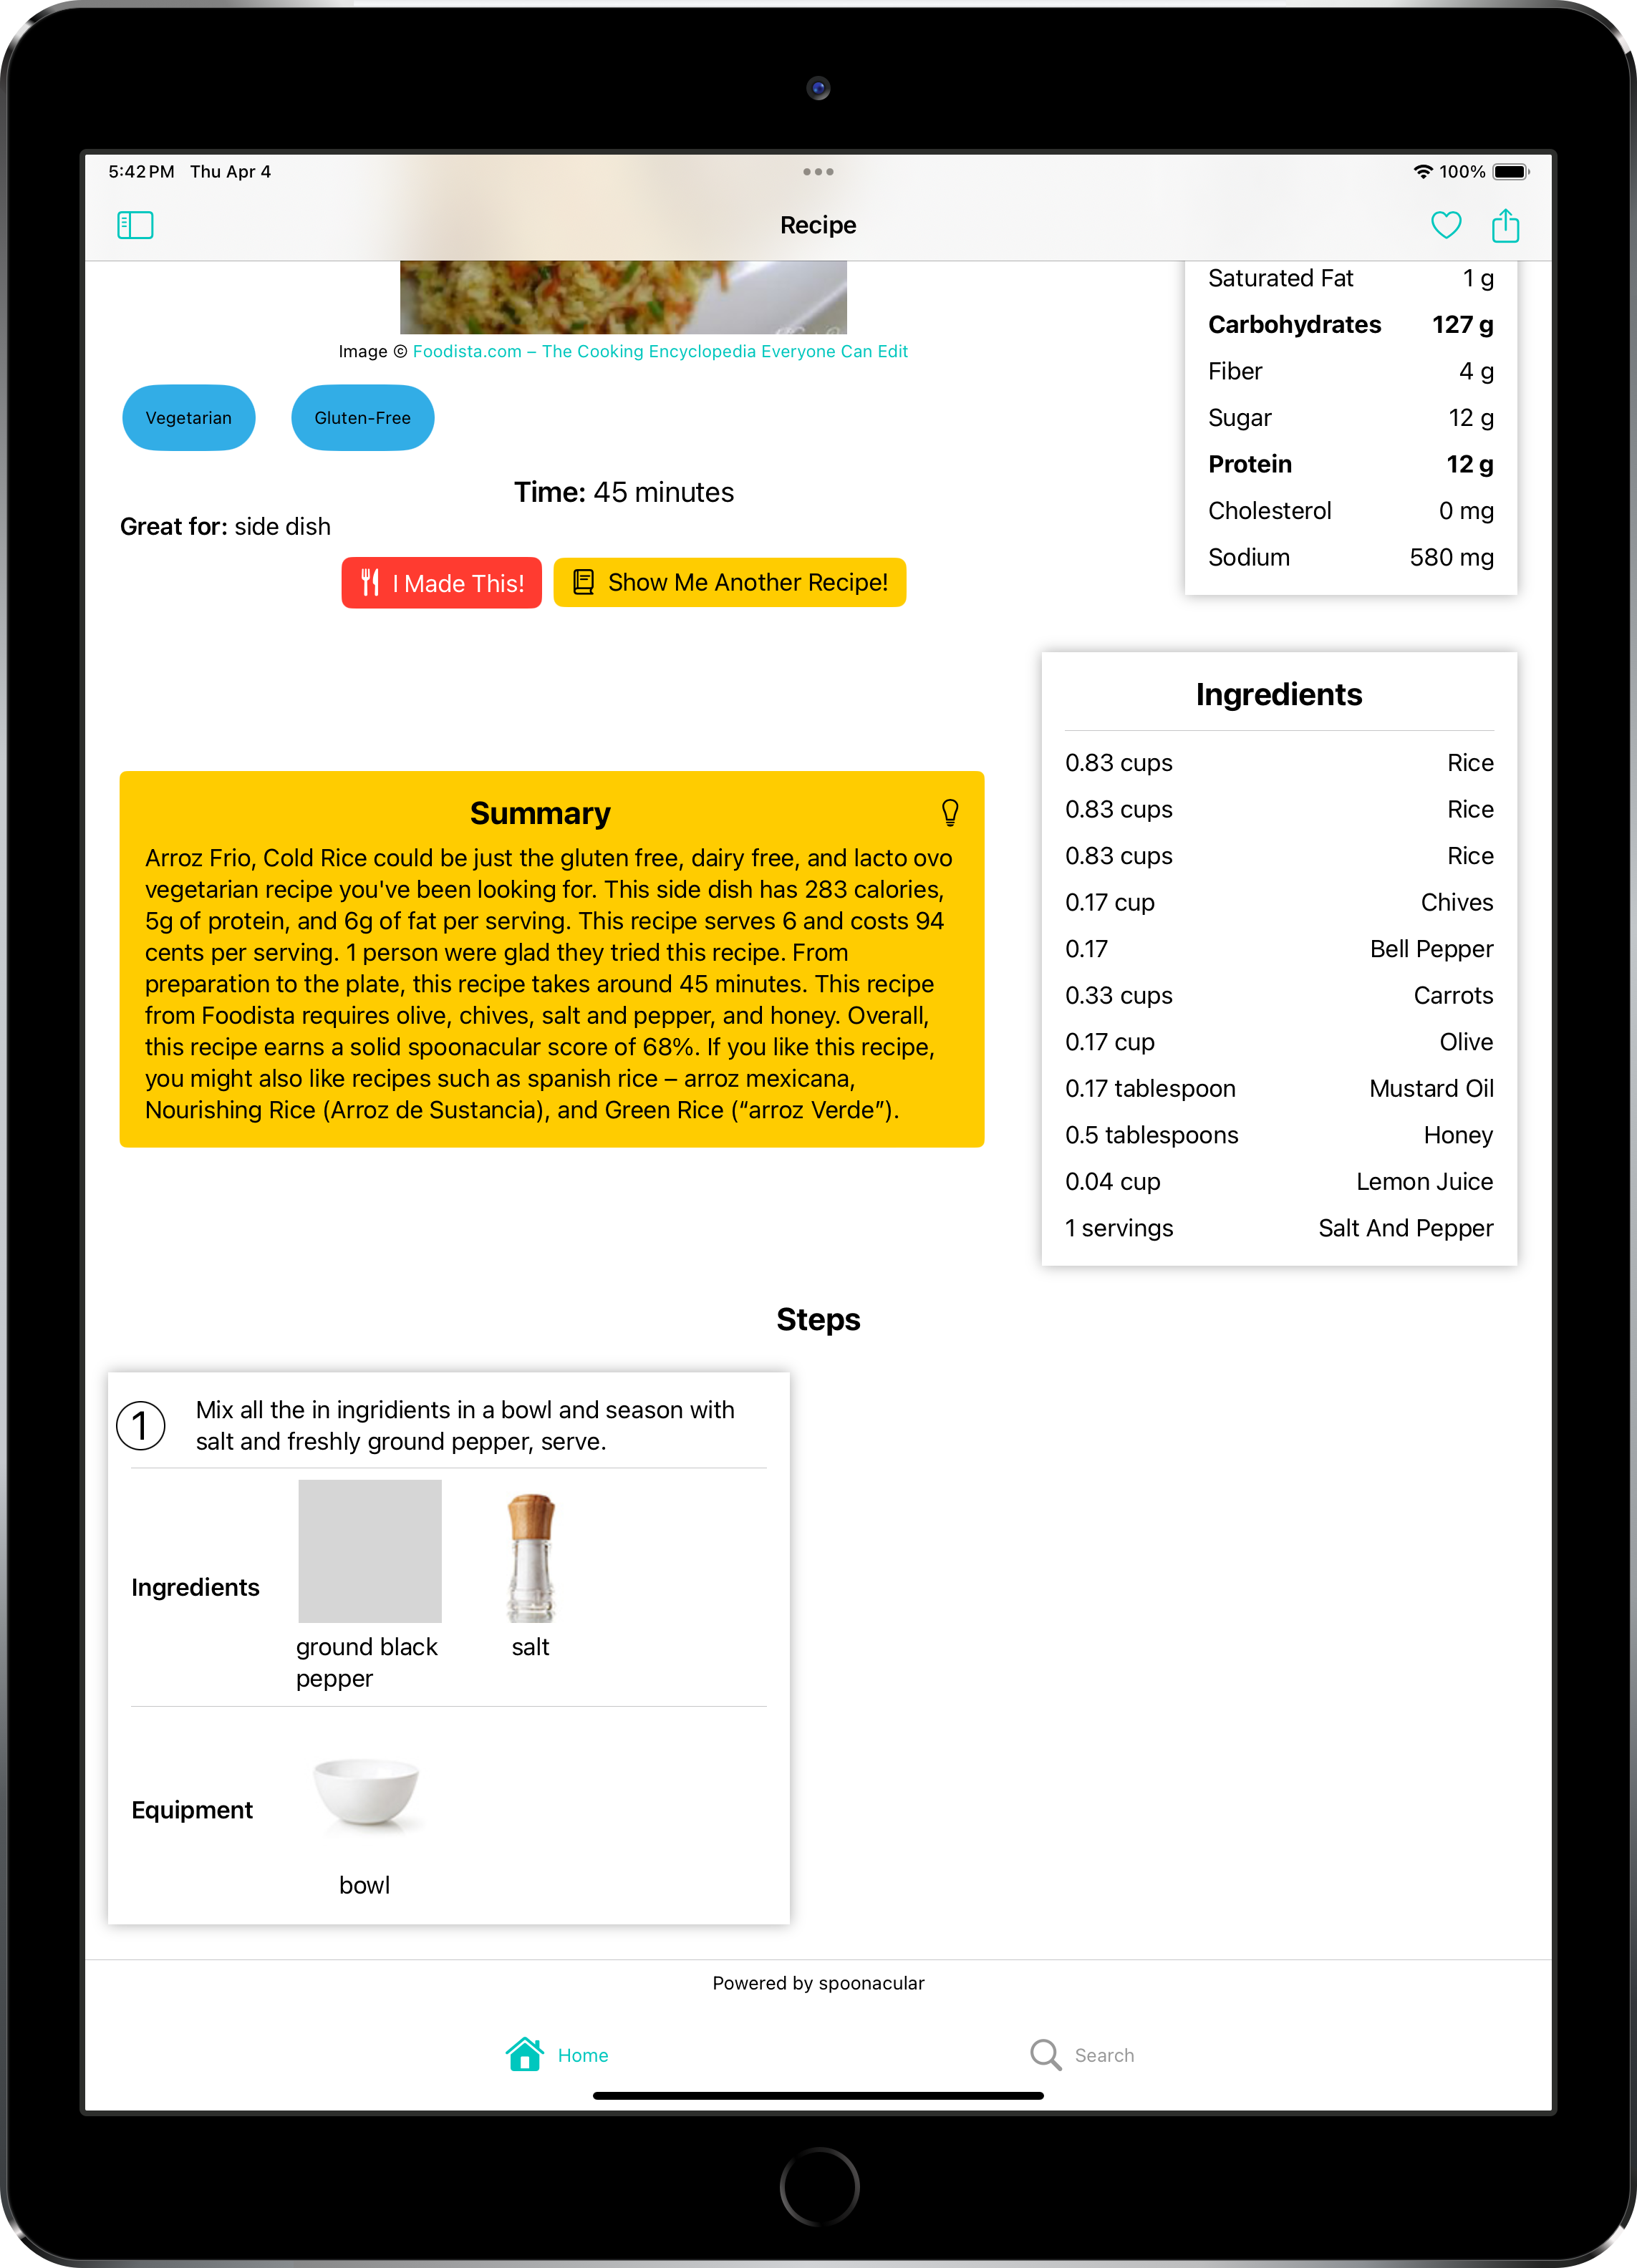 5:42 PM Thu Apr 4
100%
Recipe
Image © Foodista.com – The Cooking Encyclopedia Everyone Can Edit
Vegetarian
Gluten-Free
Time: 45 minutes
Great for: side dish
I Made This!
Show Me Another Recipe!
Saturated Fat 1 g
Carbohydrates 127 g
Fiber 4 g
Sugar 12 g
Protein 12 g
Cholesterol 0 mg
Sodium 580 mg
Summary
Arroz Frio, Cold Rice could be just the gluten free, dairy free, and lacto ovo
vegetarian recipe you've been looking for. This side dish has 283 calories,
5g of protein, and 6g of fat per serving. This recipe serves 6 and costs 94
cents per serving. 1 person were glad they tried this recipe. From
preparation to the plate, this recipe takes around 45 minutes. This recipe
from Foodista requires olive, chives, salt and pepper, and honey. Overall,
this recipe earns a solid spoonacular score of 68%. If you like this recipe,
you might also like recipes such as spanish rice – arroz mexicana,
Nourishing Rice (Arroz de Sustancia), and Green Rice (“arroz Verde”).
Ingredients
0.83 cups Rice
0.83 cups Rice
0.83 cups Rice
0.17 cup Chives
0.17 Bell Pepper
0.33 cups Carrots
0.17 cup Olive
0.17 tablespoon Mustard Oil
0.5 tablespoons Honey
0.04 cup Lemon Juice
1 servings Salt And Pepper
Steps
1
Mix all the in ingridients in a bowl and season with
salt and freshly ground pepper, serve.
Ingredients
ground black
pepper
salt
Equipment
bowl
Powered by spoonacular
Home
Search